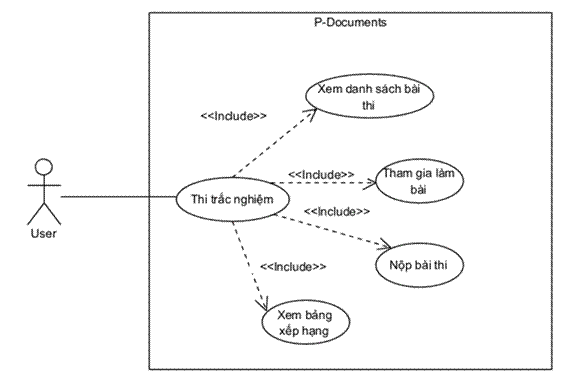 P-Documents
Xem danh sách bài
thi
<<Include>>
<<Include>>
Tham gia làm
bài
Thi trắc nghiệm
<<Include>>
User
<<Include>>
Nộp bài thi
Xem bảng
xếp hạng